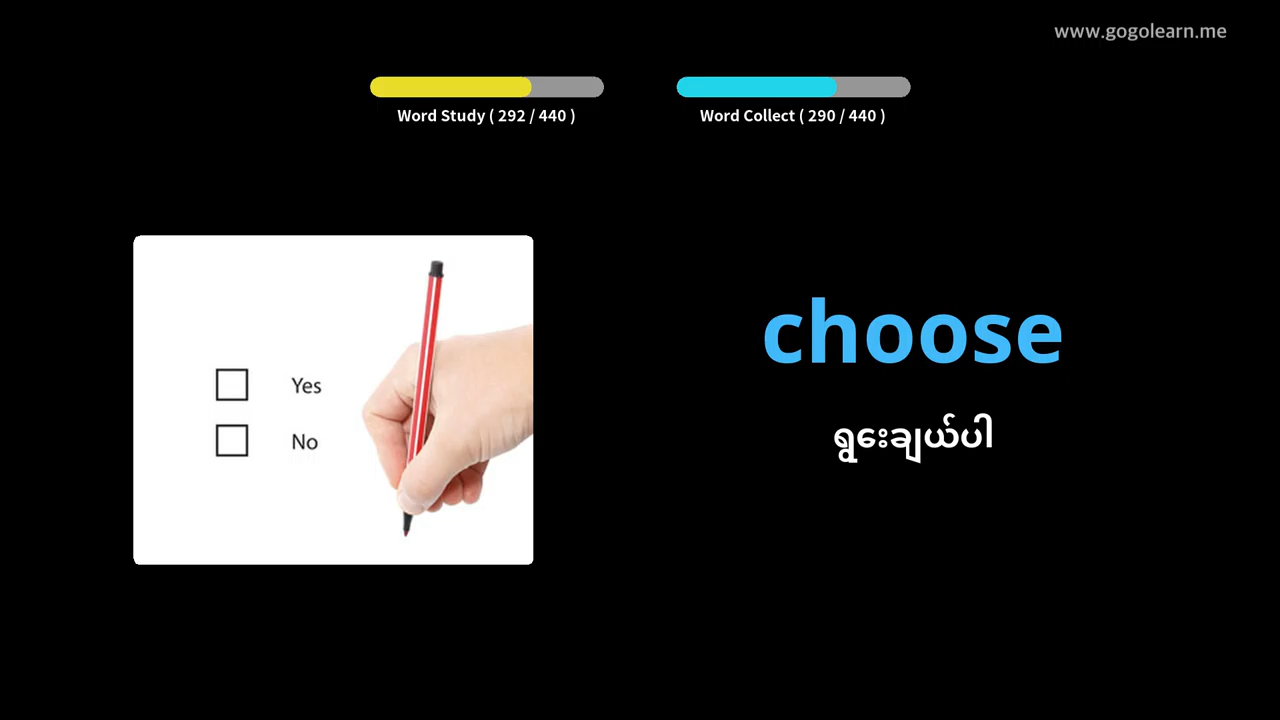 www.gogolearn.me
Word Study ( 292 / 440 )
Word Collect ( 290 / 440 )
Yes
No
choose
ရွေးချယ်ပါ